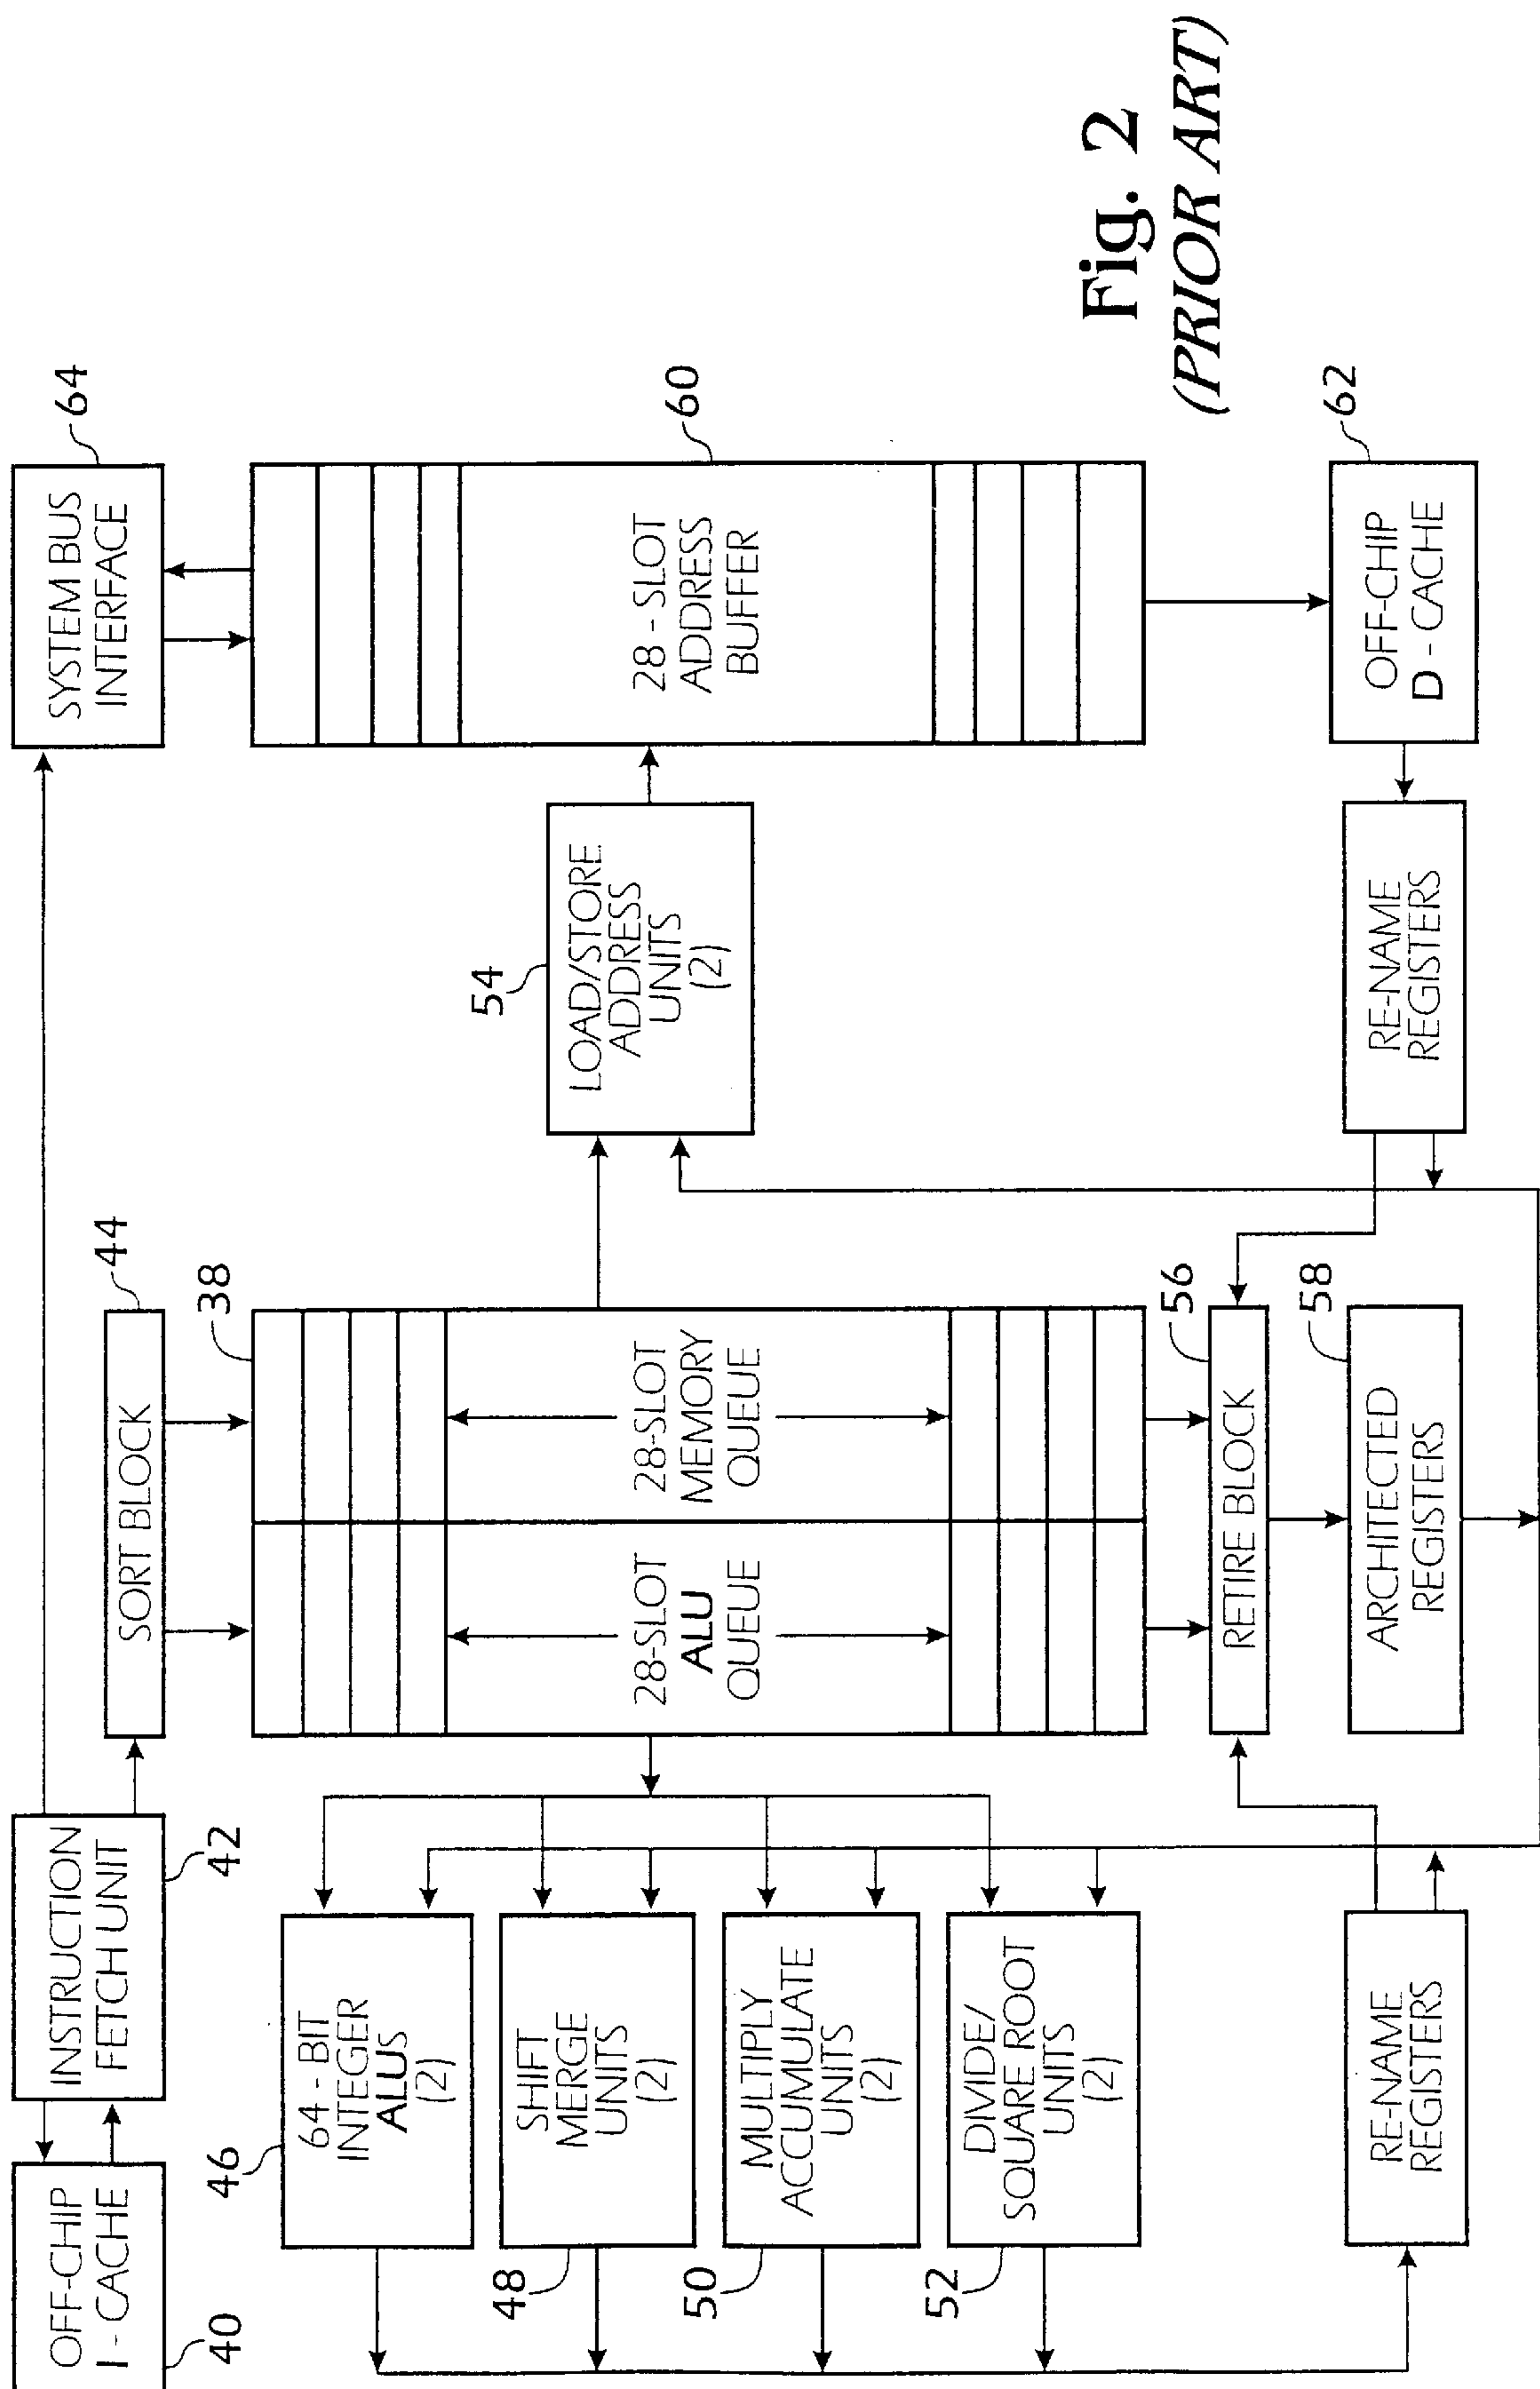 OFF-CHIP
I - CACHE
40
INSTRUCTION
FETCH UNIT
42
SORT BLOCK
44
SYSTEM BUS
INTERFACE
64
46
64 - BIT
INTEGER
ALUs
(2)
48
SHIFT
MERGE
UNITS
(2)
50
MULTIPLY
ACCUMULATE
UNITS
(2)
52
DIVIDE/
SQUARE ROOT
UNITS
(2)
38
28-SLOT
ALU
QUEUE
28-SLOT
MEMORY
QUEUE
54
LOAD/STORE
ADDRESS
UNITS
(2)
28 - SLOT
ADDRESS
BUFFER
60
RETIRE BLOCK
56
ARCHITECTED
REGISTERS
58
RE-NAME
REGISTERS
RE-NAME
REGISTERS
OFF-CHIP
D - CACHE
62
Fig. 2
(PRIOR ART)